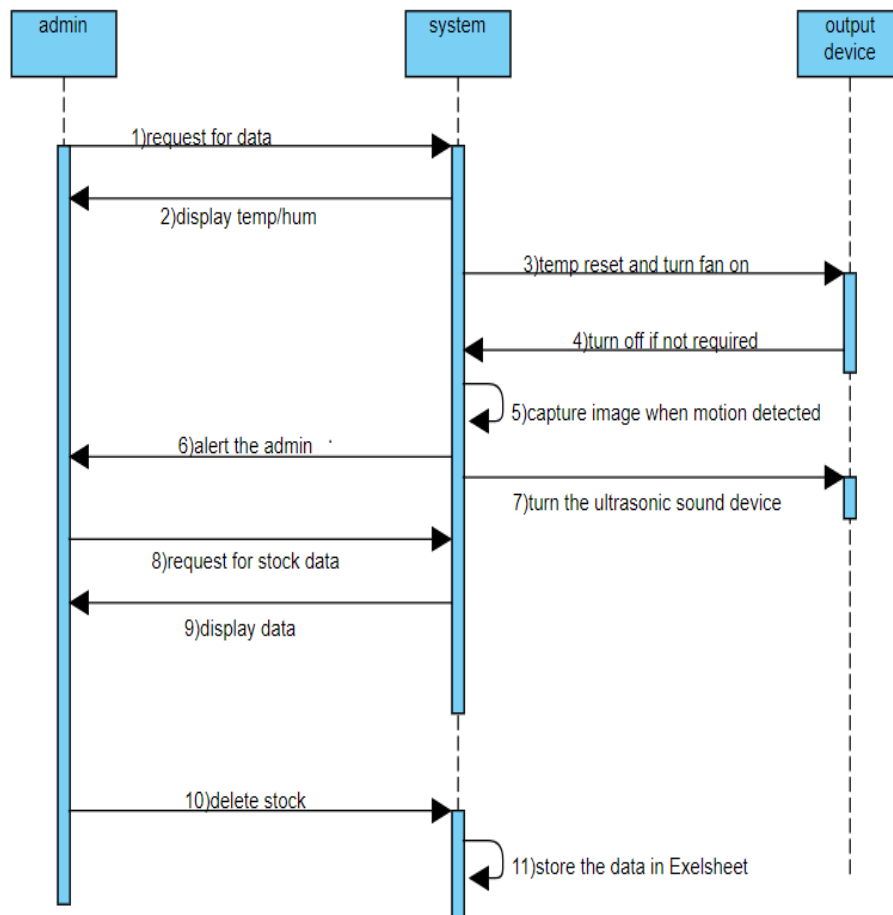 admin
system
output
device
1)request for data
2)display temp/hum
3)temp reset and turn fan on
4)turn off if not required
5)capture image when motion detected
6)alert the admin
7)turn the ultrasonic sound device
8)request for stock data
9)display data
10)delete stock
11)store the data in Exelsheet